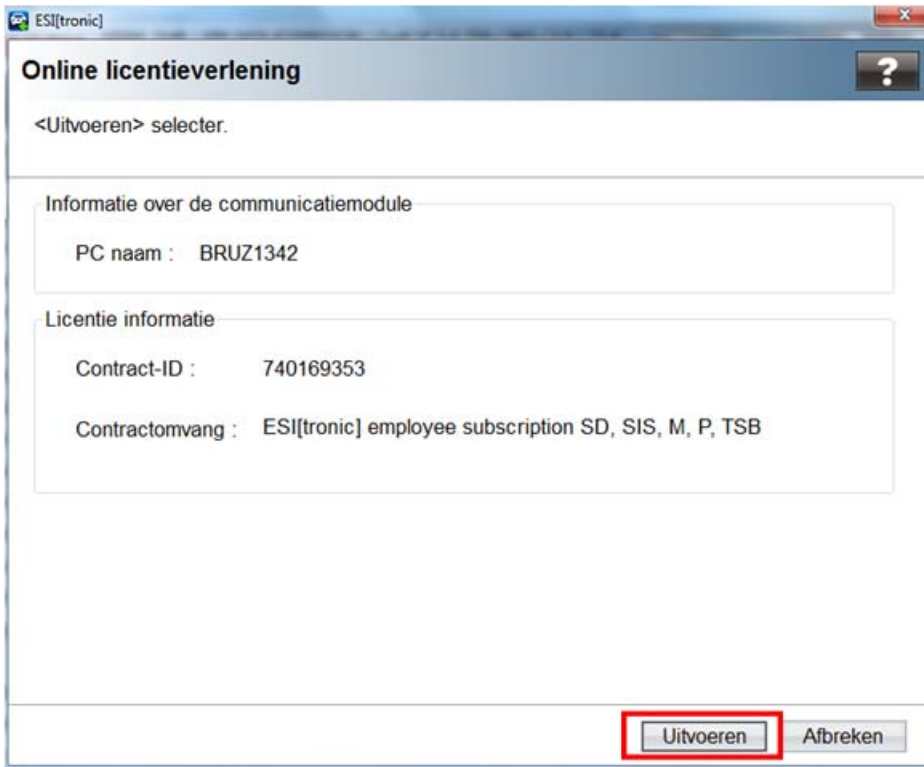 ESI[tronic]
Online licentieverlening
?
<Uitvoeren> selecter.
Informatie over de communicatiemodule
PC naam : BRUZ1342
Licentie informatie
Contract-ID : 740169353
Contractomvang : ESI[tronic] employee subscription SD, SIS, M, P, TSB
Uitvoeren Afbreken